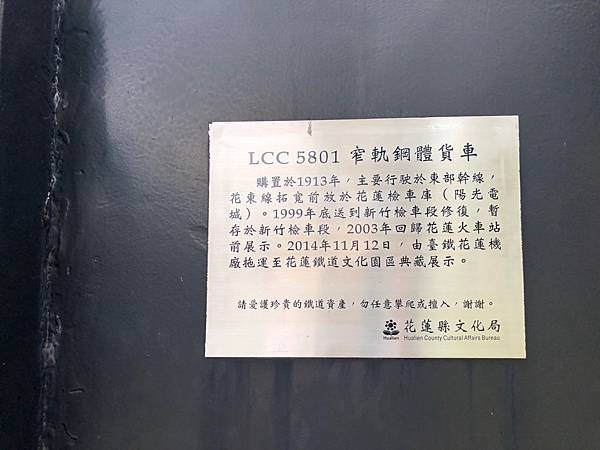 LCC 5801 窄軌鋼體貨車
購置於1913年，主要行駛於東部幹線，
花東線拓寬前放於花蓮檢車庫（陽光電
城）。1999年底送到新竹檢車段修復，暫
存於新竹檢車段，2003年回歸花蓮火車站
前展示。2014年11月12日，由臺鐵花蓮機
廠拖運至花蓮鐵道文化園區典藏展示。
請愛護珍貴的鐵道資產，勿任意攀爬或擅入，謝謝。
花蓮縣文化局
Hualien Hualien County Cultural Affairs Bureau